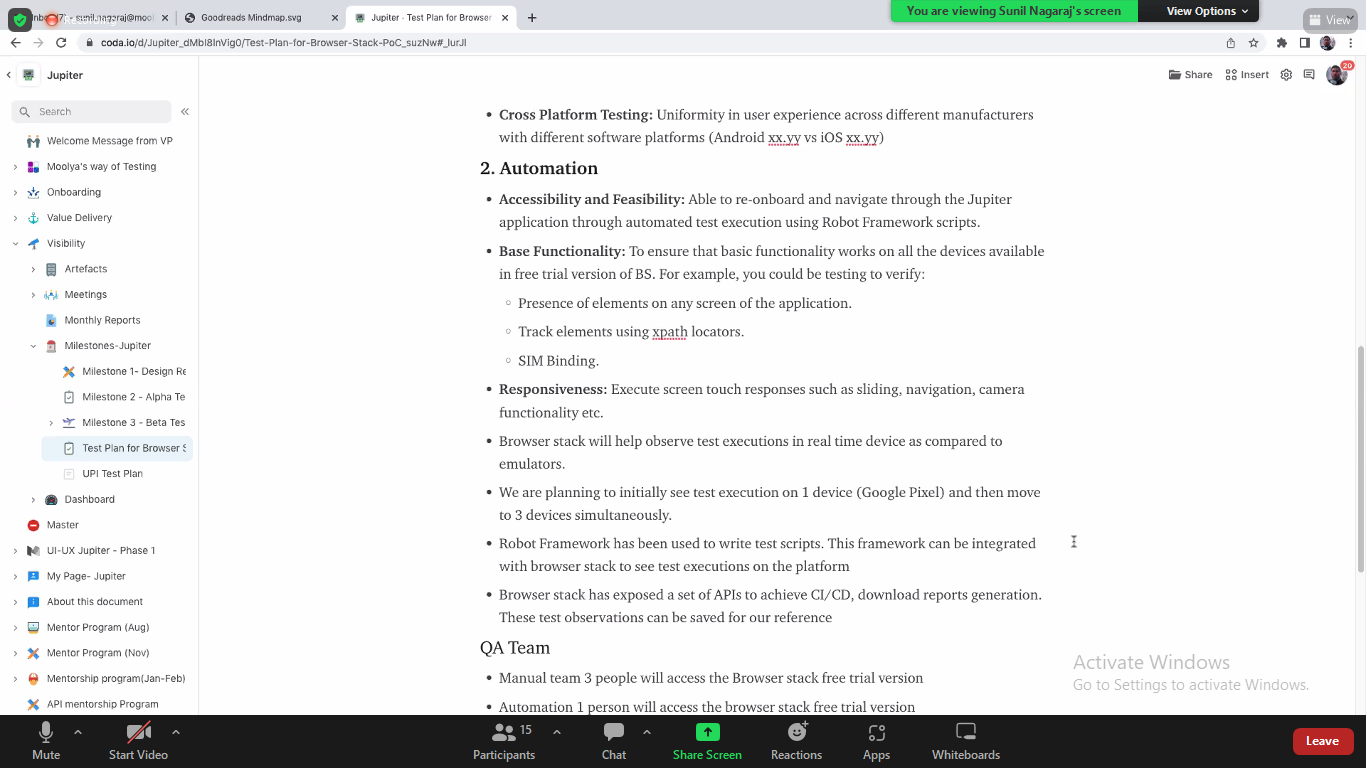 You are viewing Sunil Nagaraj's screen
View Options
View
Goodreads Mindmap.svg
Jupiter · Test Plan for Browser
coda.io/d/Jupiter_dMbI8InVig0/Test-Plan-for-Browser-Stack-PoC_suzNw#_lurJl
Jupiter
Share
Insert
20
Search
Welcome Message from VP
Moolya's way of Testing
Onboarding
Value Delivery
Visibility
Artefacts
Meetings
Monthly Reports
Milestones-Jupiter
Milestone 1- Design Re
Milestone 2 - Alpha Te
Milestone 3 - Beta Tes
Test Plan for Browser S
UPI Test Plan
Dashboard
Master
UI-UX Jupiter - Phase 1
My Page- Jupiter
About this document
Mentor Program (Aug)
Mentor Program (Nov)
Mentorship program(Jan-Feb)
API mentorship Program
Cross Platform Testing: Uniformity in user experience across different manufacturers
with different software platforms (Android xx.yy vs iOS xx.yy)
2. Automation
Accessibility and Feasibility: Able to re-onboard and navigate through the Jupiter
application through automated test execution using Robot Framework scripts.
Base Functionality: To ensure that basic functionality works on all the devices available
in free trial version of BS. For example, you could be testing to verify:
Presence of elements on any screen of the application.
Track elements using xpath locators.
SIM Binding.
Responsiveness: Execute screen touch responses such as sliding, navigation, camera
functionality etc.
Browser stack will help observe test executions in real time device as compared to
emulators.
We are planning to initially see test execution on 1 device (Google Pixel) and then move
to 3 devices simultaneously.
Robot Framework has been used to write test scripts. This framework can be integrated
with browser stack to see test executions on the platform
Browser stack has exposed a set of APIs to achieve CI/CD, download reports generation.
These test observations can be saved for our reference
QA Team
Manual team 3 people will access the Browser stack free trial version
Automation 1 person will access the browser stack free trial version
Activate Windows
Go to Settings to activate Windows.
Mute
Start Video
15
Participants
Chat
Share Screen
Reactions
Apps
Whiteboards
Leave